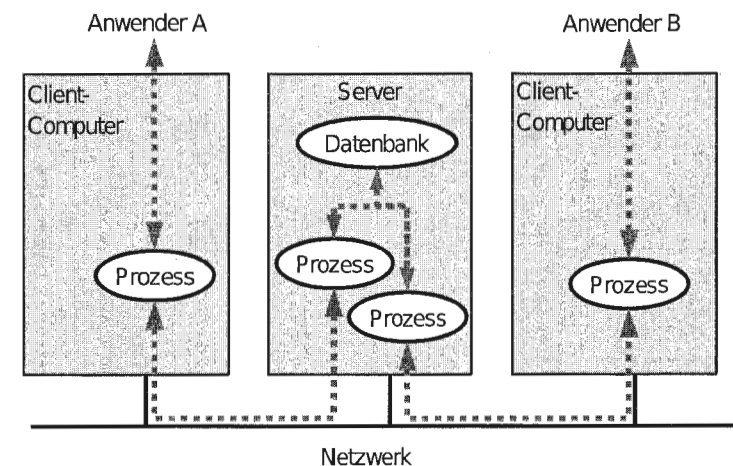 Anwender A
Anwender B
Client-
Computer
Server
Client-
Computer
Datenbank
Prozess
Prozess
Prozess
Prozess
Netzwerk